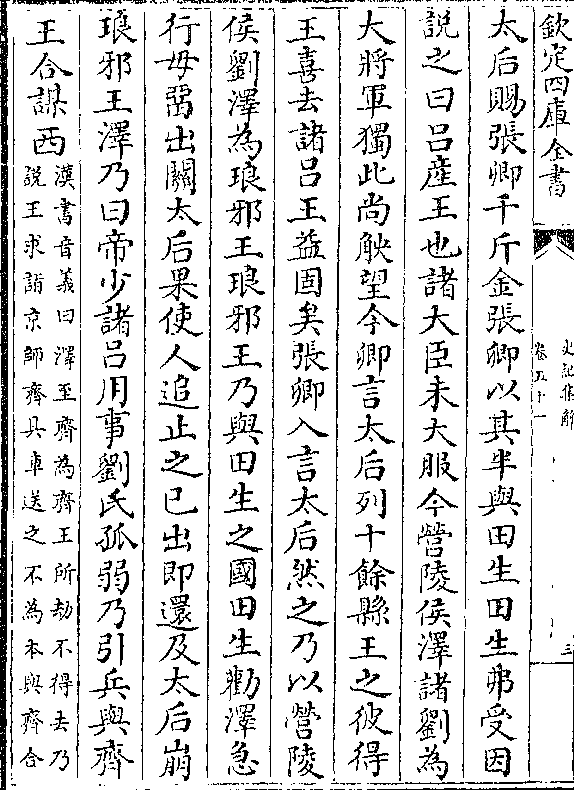 欽定四庫全書
史記集解
卷五十一
三
太后賜張卿千斤金張卿以其半與田生田生弗受因
說之曰吕産王也諸大臣未大服今營陵侯澤諸劉為
大將軍獨此尚觖望今卿言太后列十餘縣王之彼得
王喜去諸吕王益固矣張卿入言太后然之乃以營陵
侯劉澤為琅邪王琅邪王乃與田生之國田生勸澤急
行毋留出關太后果使人追止之已出即還及太后崩
琅邪王澤乃曰帝少諸吕用事劉氏孤弱乃引兵與齊
王合謀西
漢書音義曰澤至齊為齊王所劫不得去乃
說王求詣京師齊具車送之不為本與齊合